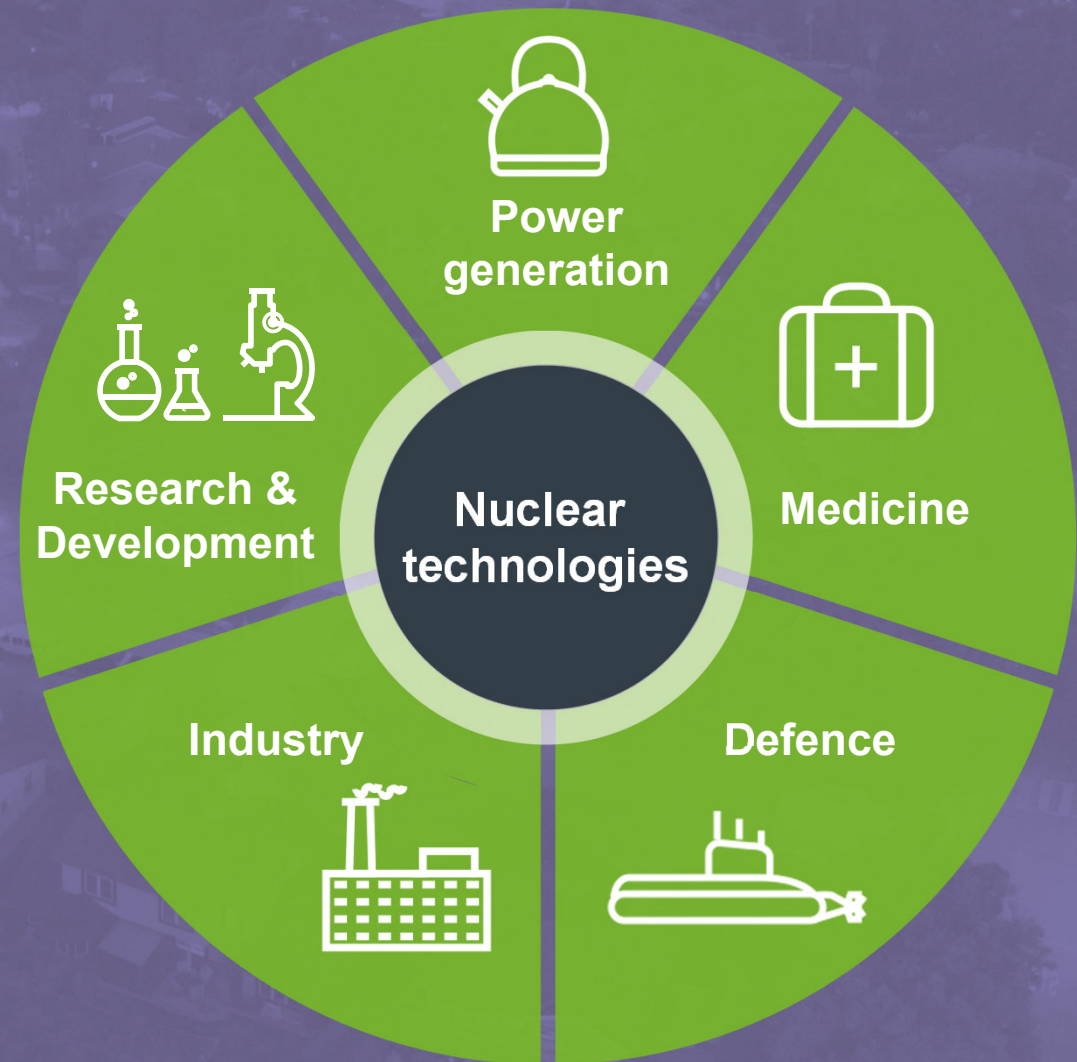 Power
generation
Medicine
Research &
Development
Nuclear
technologies
Industry
Defence